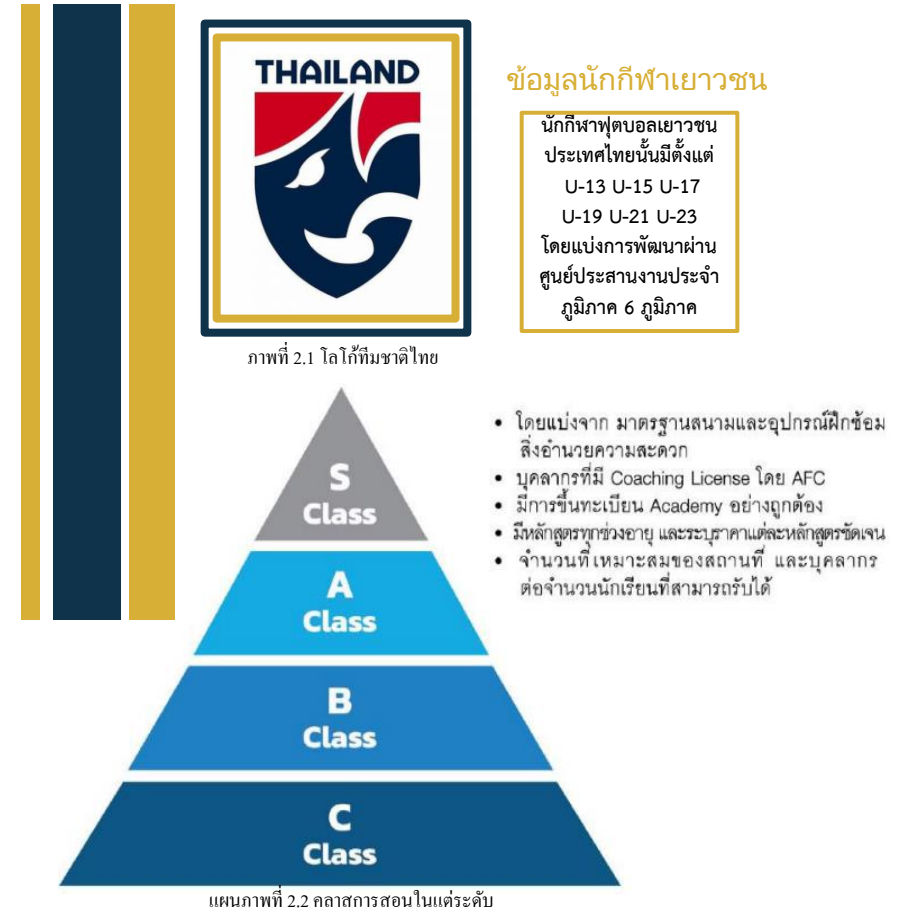 THAILAND
ข้อมูลนักกีฬาเยาวชน
นักกีฬาฟุตบอลเยาวชน
ประเทศไทยนั้นมีตั้งแต่
U-13 U-15 U-17
U-19 U-21 U-23
โดยแบ่งการพัฒนาผ่าน
ศูนย์ประสานงานประจำ
ภูมิภาค 6 ภูมิภาค
ภาพที่ 2.1 โลโก้ทีมชาติไทย
S
Class
A
Class
B
Class
C
Class
• โดยแบ่งจาก มาตรฐานสนามและอุปกรณ์ฝึกซ้อม
สิ่งอำนวยความสะดวก
• บุคลากรที่มี Coaching License โดย AFC
• มีการขึ้นทะเบียน Academy อย่างถูกต้อง
• มีหลักสูตรทุกช่วงอายุ และระบุราคาแต่ละหลักสูตรชัดเจน
• จำนวนที่เหมาะสมของสถานที่ และบุคลากร
ต่อจำนวนนักเรียนที่สามารถรับได้
แผนภาพที่ 2.2 คลาสการสอนในแต่ระดับ